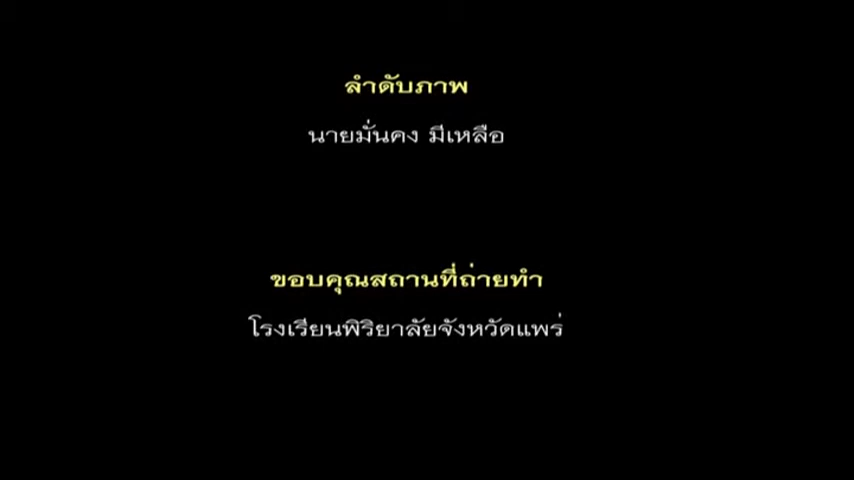 ลำดับภาพ
นายมั่นคง มีเหลือ
ขอบคุณสถานที่ถ่ายทำ
โรงเรียนพิริยาลัยจังหวัดแพร่